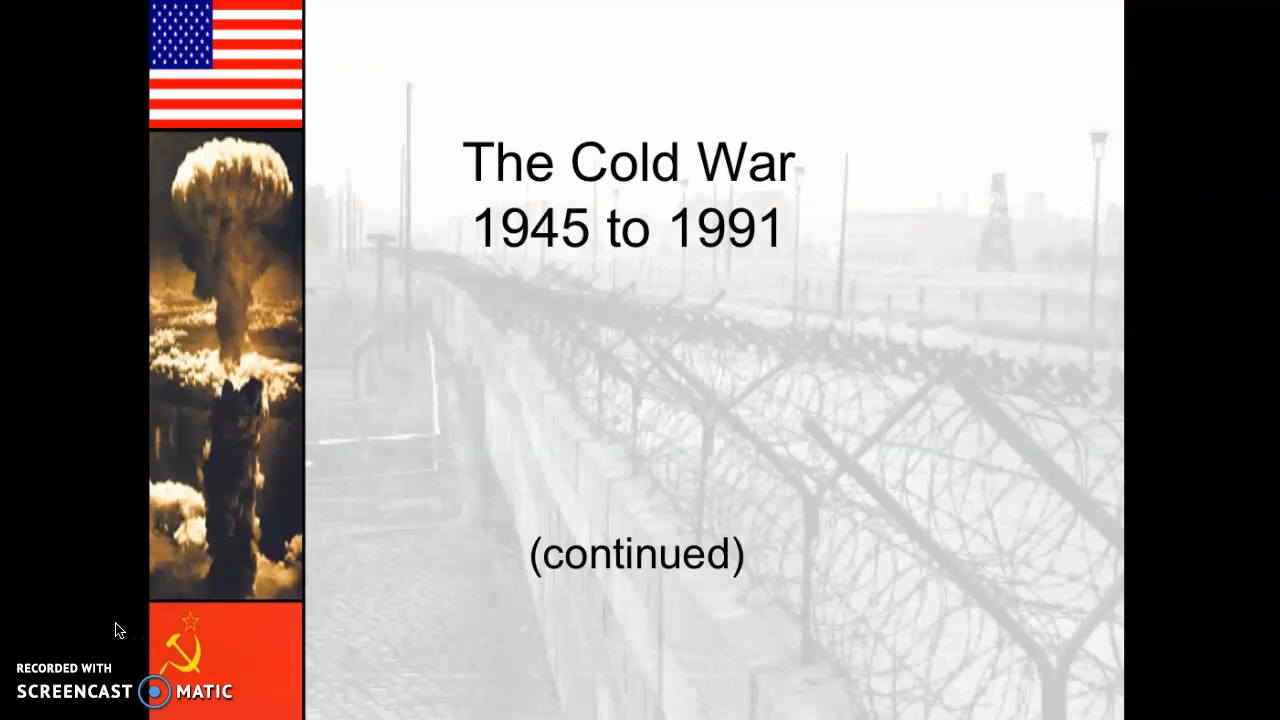 The Cold War
1945 to 1991
(continued)
RECORDED WITH
SCREENCAST MATIC